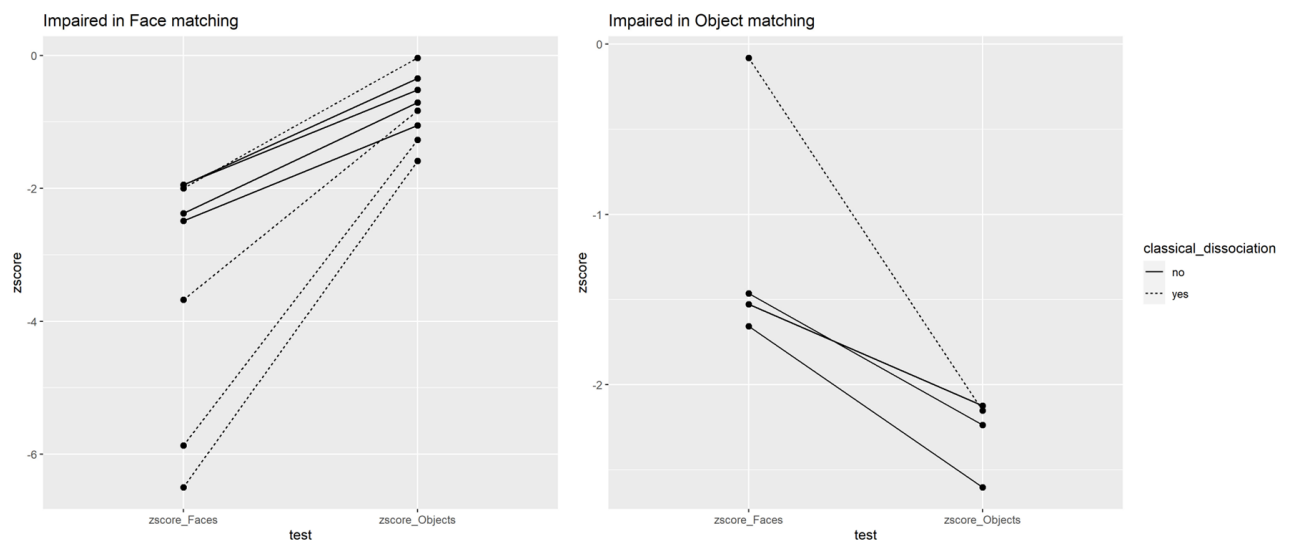 Impaired in Face matching
0
-2
-4
-6
zscore
zscore_Faces
zscore_Objects
test
Impaired in Object matching
0
-1
-2
zscore
zscore_Faces
zscore_Objects
test
classical_dissociation
no
yes